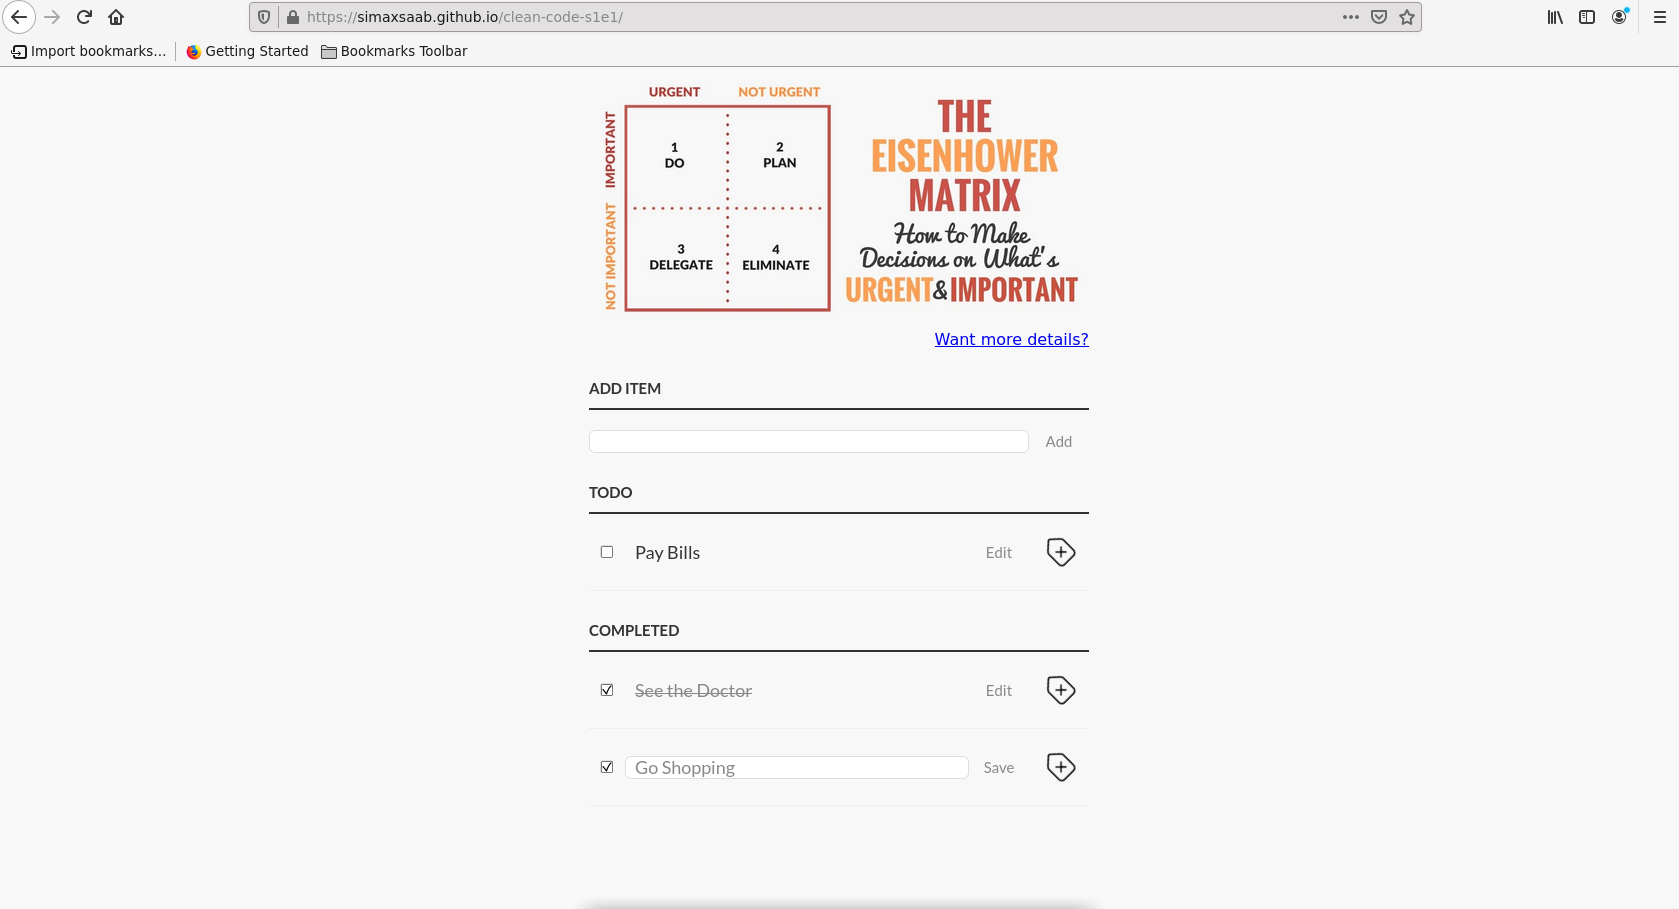 https://simaxsaab.github.io/clean-code-s1e1/
Import bookmarks...
Getting Started
Bookmarks Toolbar
URGENT
NOT URGENT
IMPORTANT
NOT IMPORTANT
1
DO
2
PLAN
3
DELEGATE
4
ELIMINATE
THE
EISENHOWER
MATRIX
How to Make
Decisions on What's
URGENT & IMPORTANT
Want more details?
ADD ITEM
Add
TODO
Pay Bills
Edit
COMPLETED
See the Doctor
Edit
Go Shopping
Save